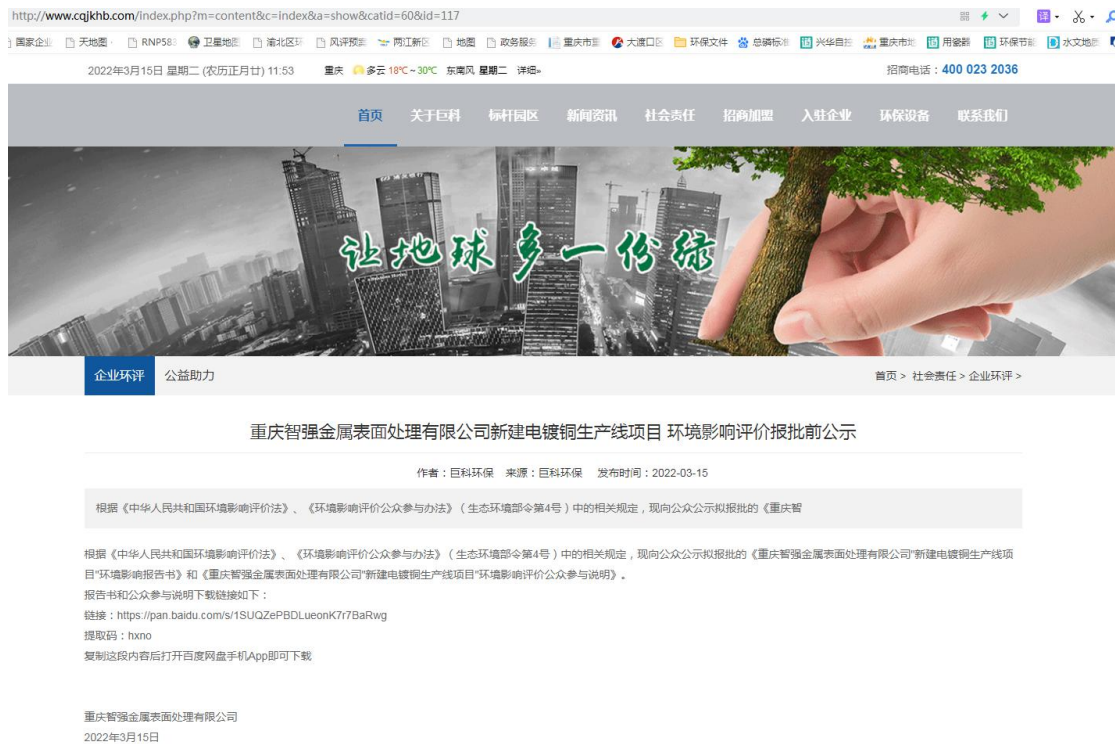 http://www.cqjkhb.com/index.php?m=content&c=index&a=show&catid=60&id=117
译
国家企业 天地图 RNP58 卫星地图 渝北区环 风评预 两江新区 地图 政务服务 重庆市重 大渡口区 环保文件 总磷标准 兴华自 重庆市地 用瓷器 环保节能 水文地质
2022年3月15日 星期二 (农历正月廿) 11:53 重庆 多云 18℃~30℃ 东南风 星期二 详细» 招商电话:400 023 2036
首页 关于巨科 标杆园区 新闻资讯 社会责任 招商加盟 入驻企业 环保设备 联系我们
让地球多一份绿
企业环评 公益助力 首页 > 社会责任 > 企业环评 >
重庆智强金属表面处理有限公司新建电镀铜生产线项目 环境影响评价报批前公示
作者:巨科环保 来源:巨科环保 发布时间:2022-03-15
根据《中华人民共和国环境影响评价法》、《环境影响评价公众参与办法》(生态环境部令第4号)中的相关规定,现向公众公示拟报批的《重庆智
根据《中华人民共和国环境影响评价法》、《环境影响评价公众参与办法》(生态环境部令第4号)中的相关规定,现向公众公示拟报批的《重庆智强金属表面处理有限公司"新建电镀铜生产线项
目"环境影响报告书》和《重庆智强金属表面处理有限公司"新建电镀铜生产线项目"环境影响评价公众参与说明》。
报告书和公众参与说明下载链接如下:
链接:https://pan.baidu.com/s/1SUQZePBDLueonK7r7BaRwg
提取码:hxno
复制这段内容后打开百度网盘手机App即可下载
重庆智强金属表面处理有限公司
2022年3月15日